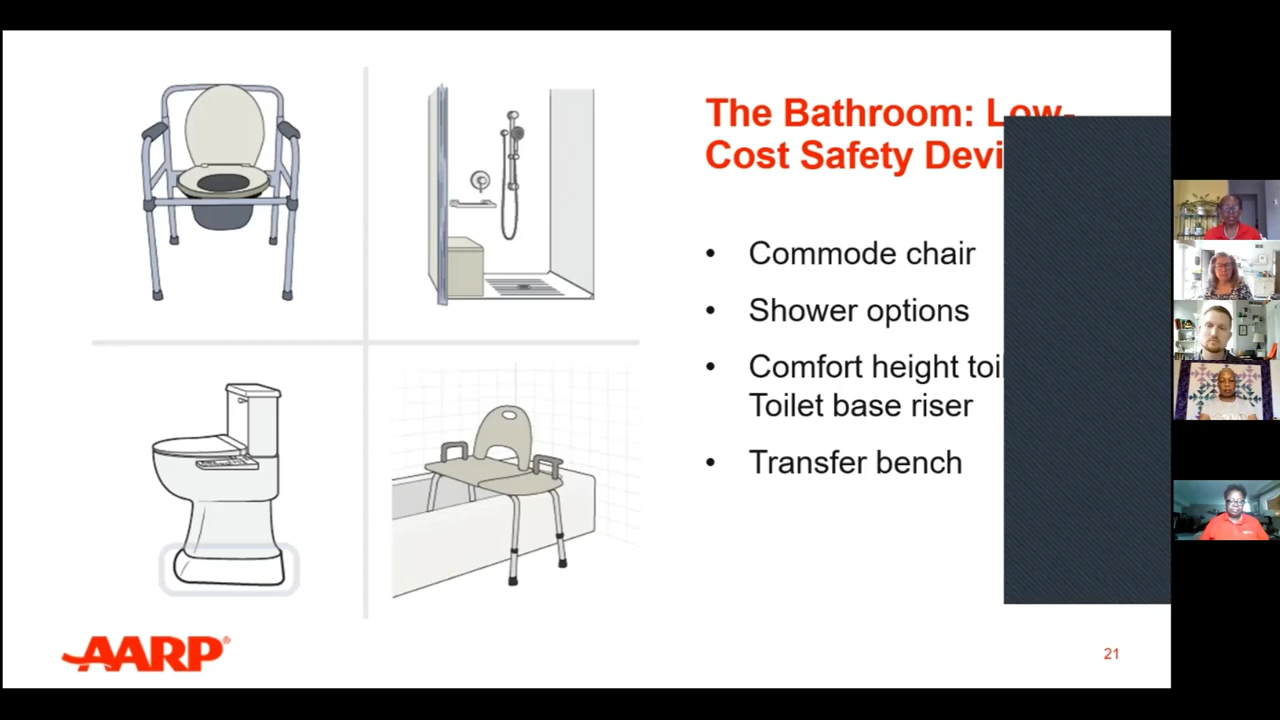 The Bathroom: Low-
Cost Safety Devi
• Commode chair
• Shower options
• Comfort height toi
Toilet base riser
• Transfer bench
AARP®
21